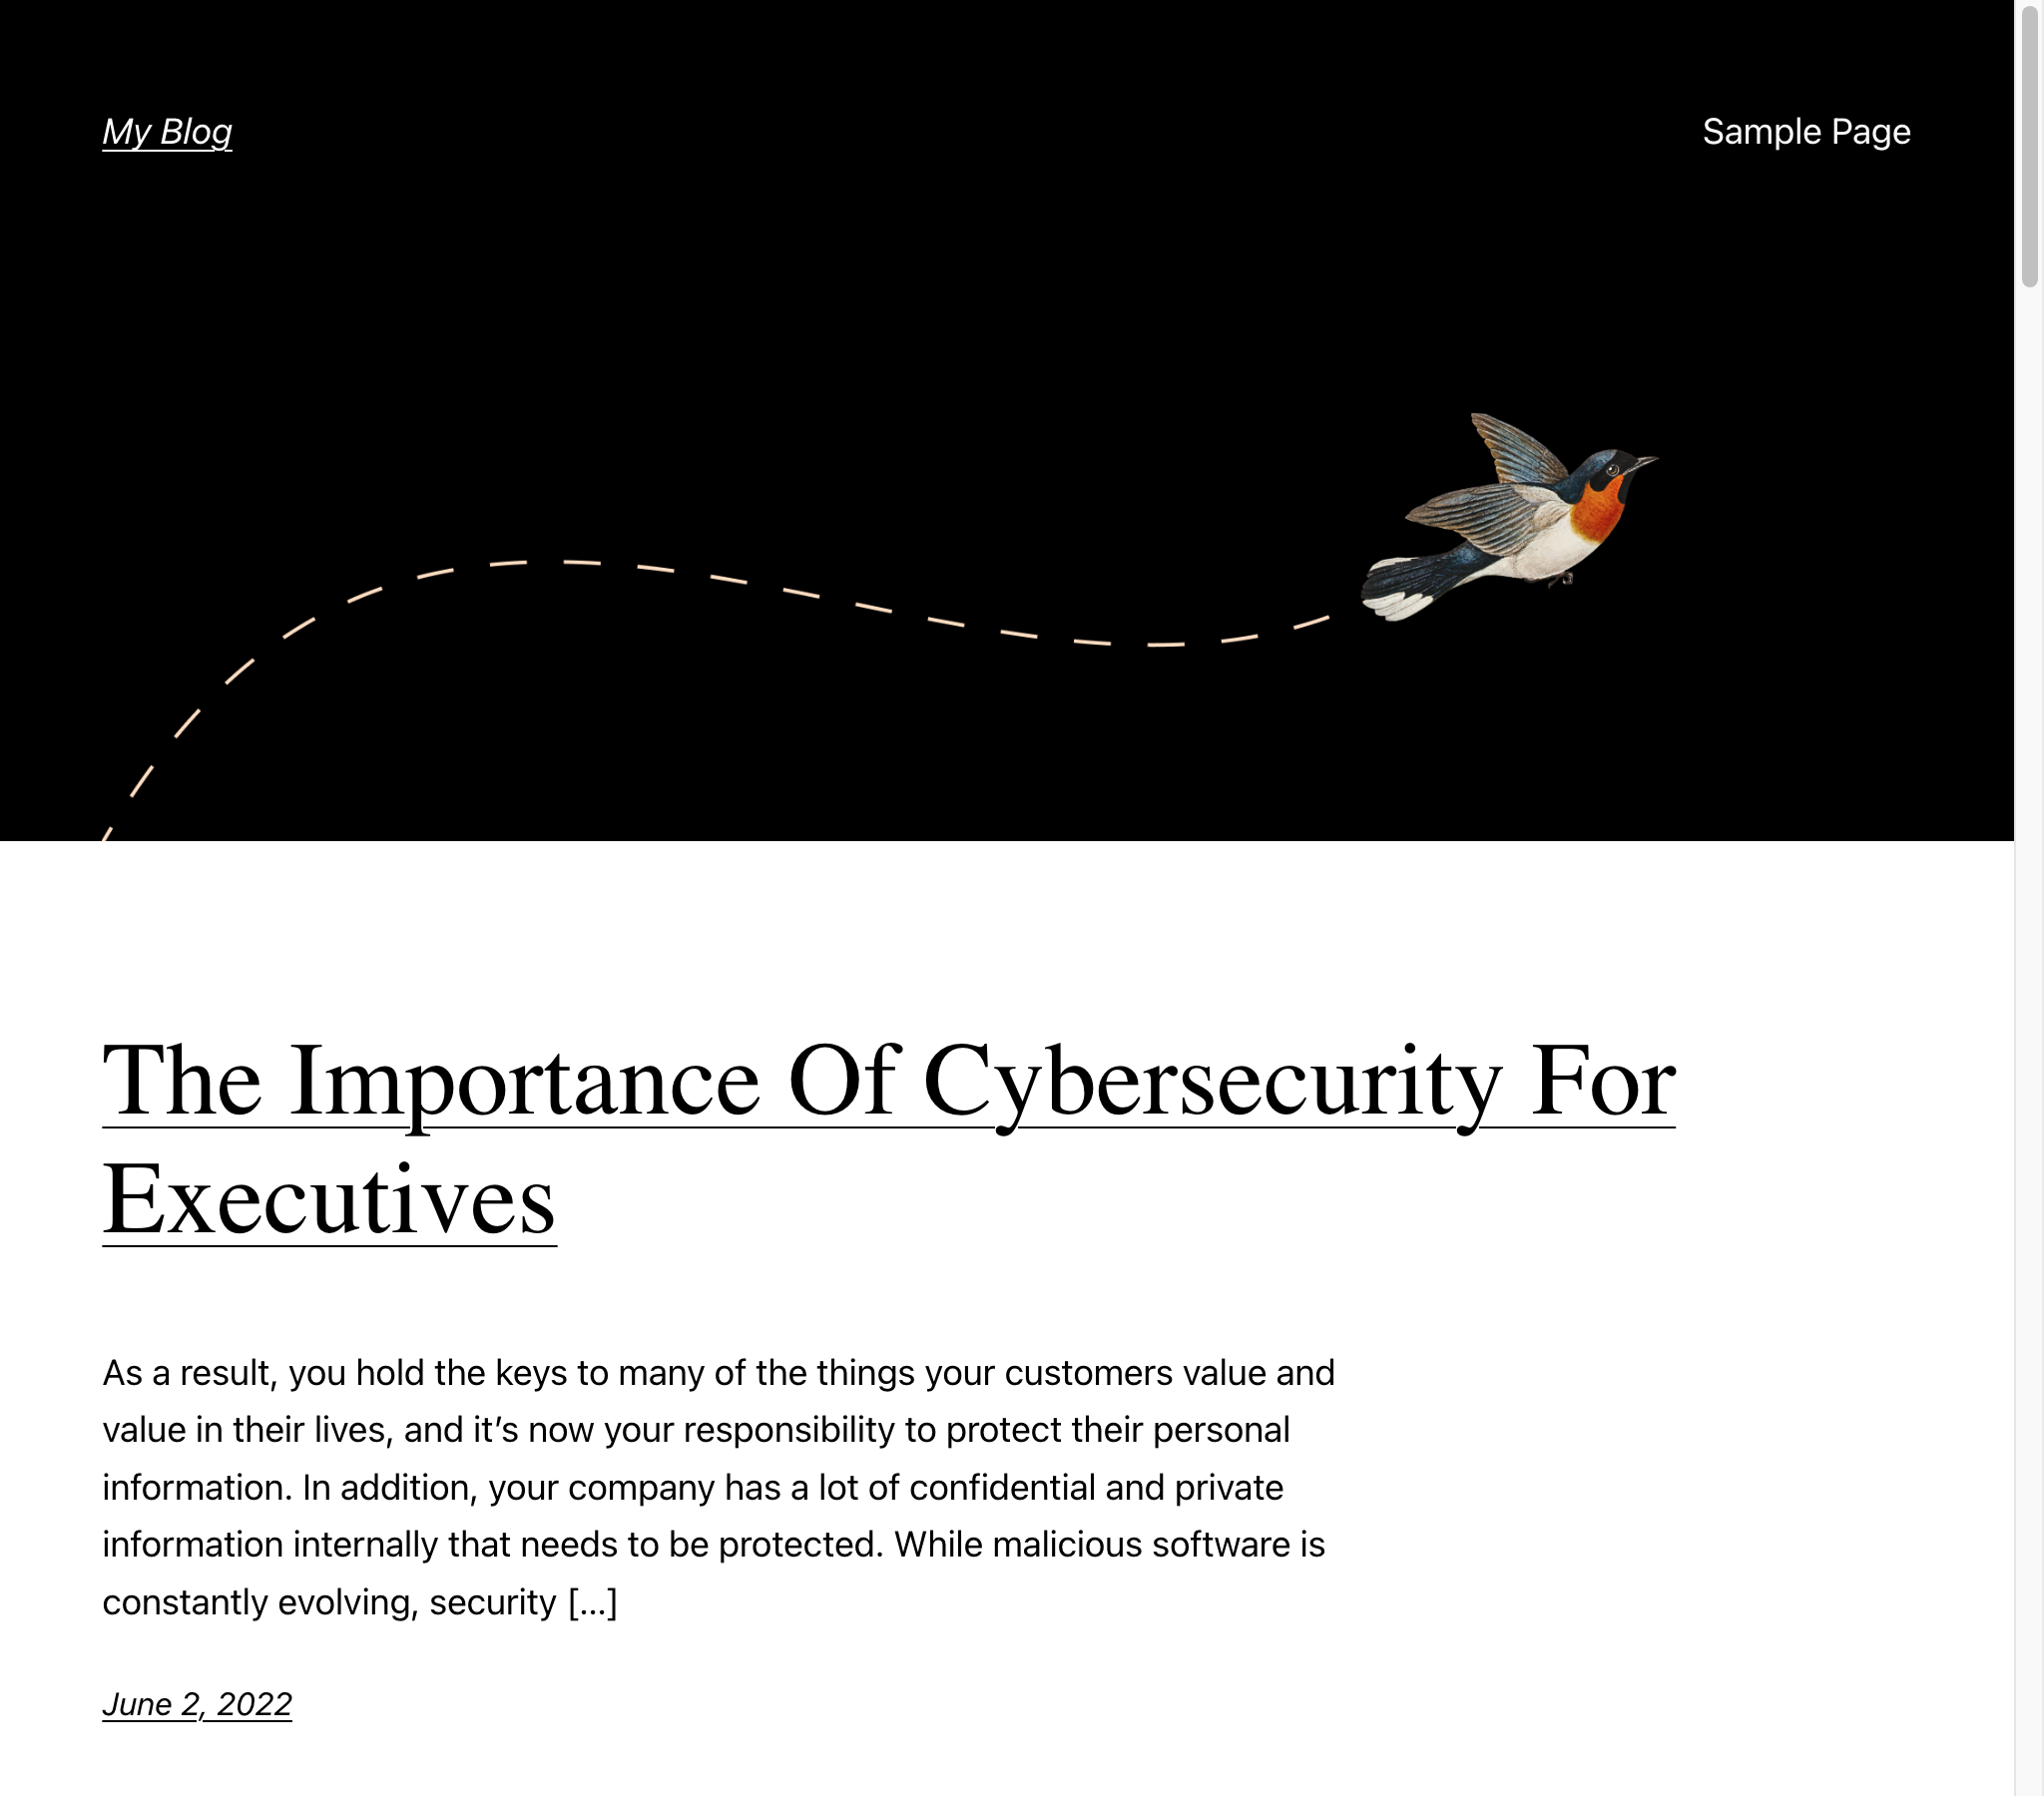 My Blog
Sample Page
The Importance Of Cybersecurity For
Executives
As a result, you hold the keys to many of the things your customers value and
value in their lives, and it’s now your responsibility to protect their personal
information. In addition, your company has a lot of confidential and private
information internally that needs to be protected. While malicious software is
constantly evolving, security […]
June 2, 2022